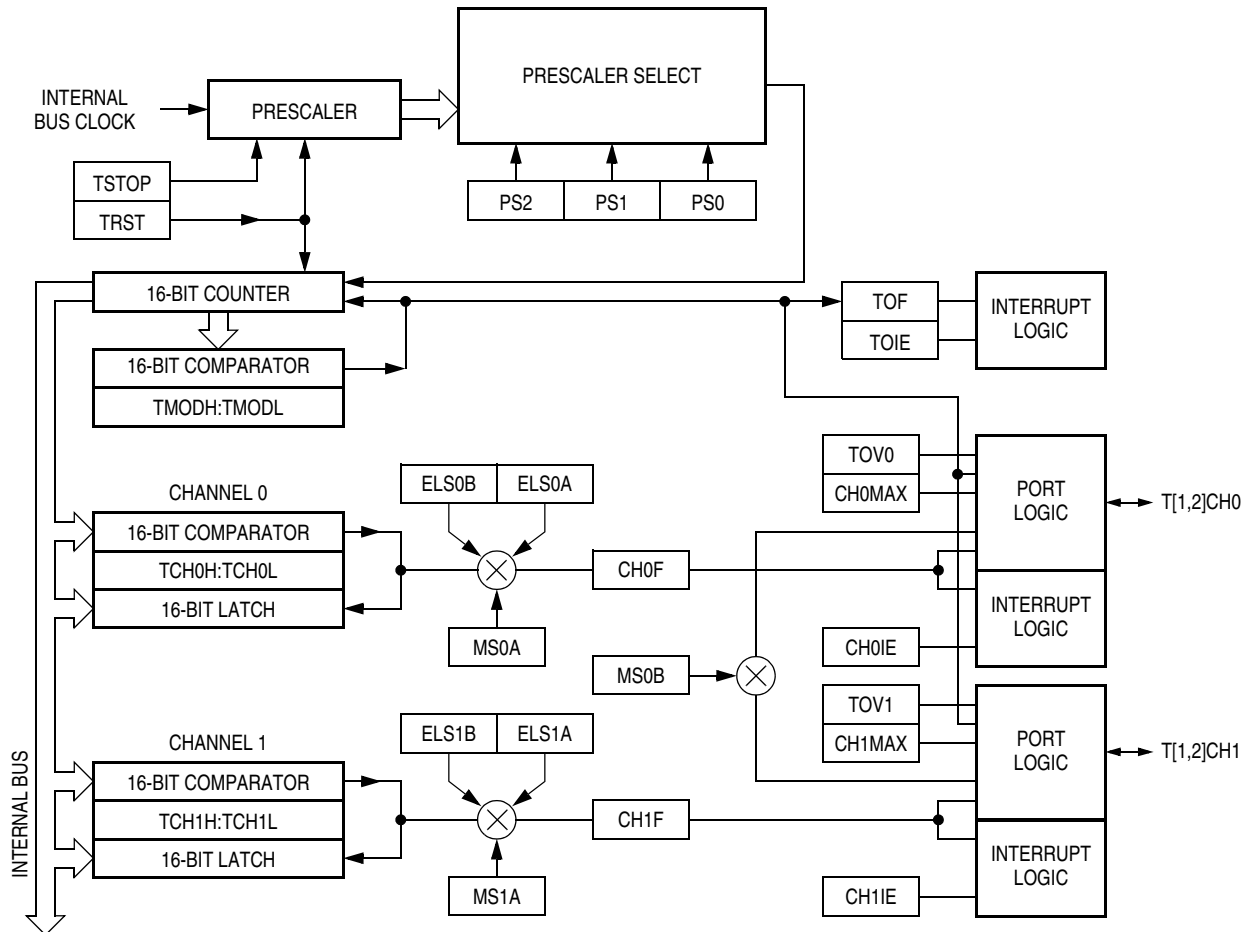 PRESCALER SELECT
INTERNAL
BUS CLOCK
PRESCALER
TSTOP
TRST
PS2
PS1
PS0
16-BIT COUNTER
TOF
TOIE
INTERRUPT
LOGIC
16-BIT COMPARATOR
TMODH:TMODL
CHANNEL 0
ELS0B
ELS0A
TOV0
CH0MAX
PORT
LOGIC
T[1,2]CH0
16-BIT COMPARATOR
TCH0H:TCH0L
16-BIT LATCH
CH0F
MS0A
INTERRUPT
LOGIC
CH0IE
MS0B
CHANNEL 1
ELS1B
ELS1A
TOV1
CH1MAX
PORT
LOGIC
T[1,2]CH1
16-BIT COMPARATOR
TCH1H:TCH1L
16-BIT LATCH
CH1F
MS1A
INTERRUPT
LOGIC
CH1IE
INTERNAL BUS